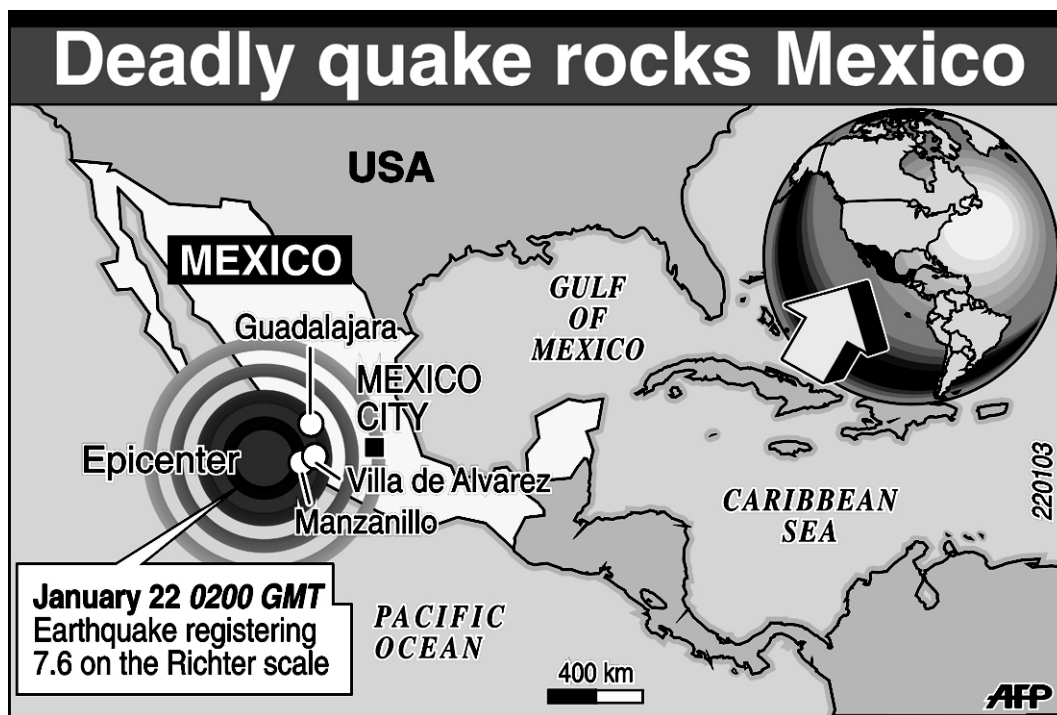 Deadly quake rocks Mexico
USA
MEXICO
Guadalajara
GULF
OF
MEXICO
MEXICO
CITY
Epicenter
Villa de Alvarez
Manzanillo
CARIBBEAN
SEA
220103
January 22 0200 GMT
Earthquake registering
7.6 on the Richter scale
PACIFIC
OCEAN
400 km
AFP